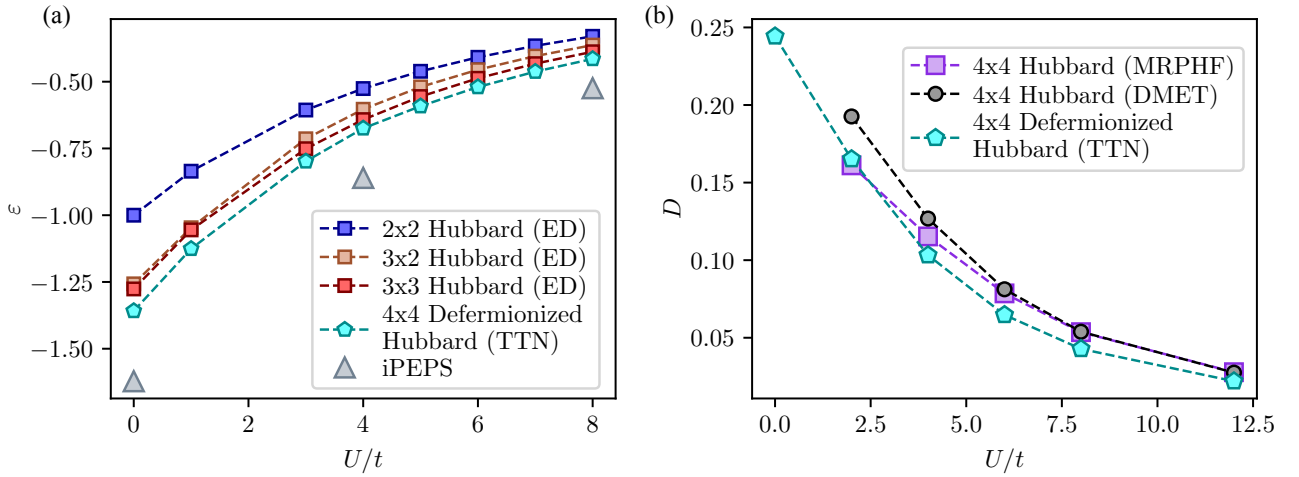 (a)
ε
−0.50
−0.75
−1.00
−1.25
−1.50
0
2
4
6
8
U/t
2x2 Hubbard (ED)
3x2 Hubbard (ED)
3x3 Hubbard (ED)
4x4 Defermionized
Hubbard (TTN)
iPEPS
(b)
D
0.25
0.20
0.15
0.10
0.05
0.0
2.5
5.0
7.5
10.0
12.5
U/t
4x4 Hubbard (MRPHF)
4x4 Hubbard (DMET)
4x4 Defermionized
Hubbard (TTN)